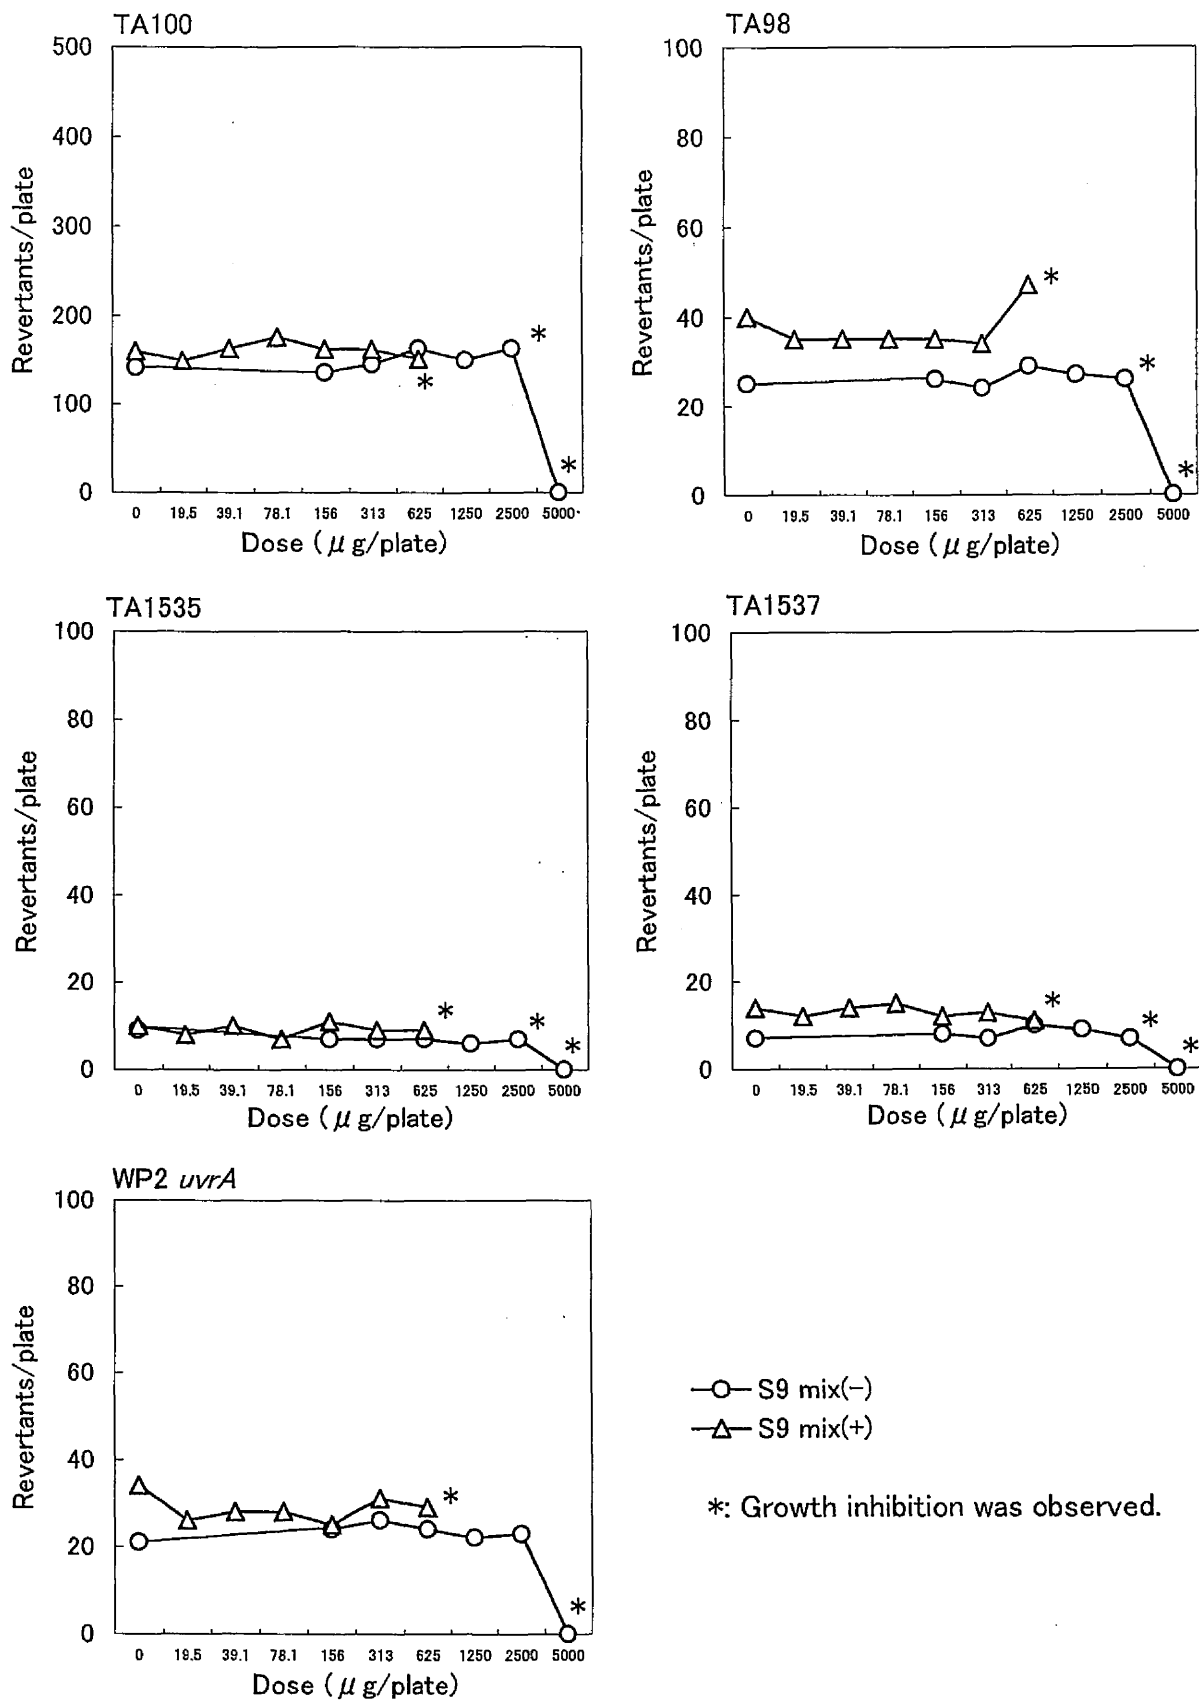 TA100
500
400
300
200
100
0
Revertants/plate
0 19.5 39.1 78.1 156 313 625 1250 2500 5000
Dose ( μ g/plate)
*
*
*
TA98
100
80
60
40
20
0
Revertants/plate
0 19.5 39.1 78.1 156 313 625 1250 2500 5000
Dose ( μ g/plate)
*
*
*
TA1535
100
80
60
40
20
0
Revertants/plate
0 19.5 39.1 78.1 156 313 625 1250 2500 5000
Dose ( μ g/plate)
*
*
*
TA1537
100
80
60
40
20
0
Revertants/plate
0 19.5 39.1 78.1 156 313 625 1250 2500 5000
Dose ( μ g/plate)
*
*
*
WP2 uvrA
100
80
60
40
20
0
Revertants/plate
0 19.5 39.1 78.1 156 313 625 1250 2500 5000
Dose ( μ g/plate)
*
*
S9 mix(-)
S9 mix(+)
*: Growth inhibition was observed.